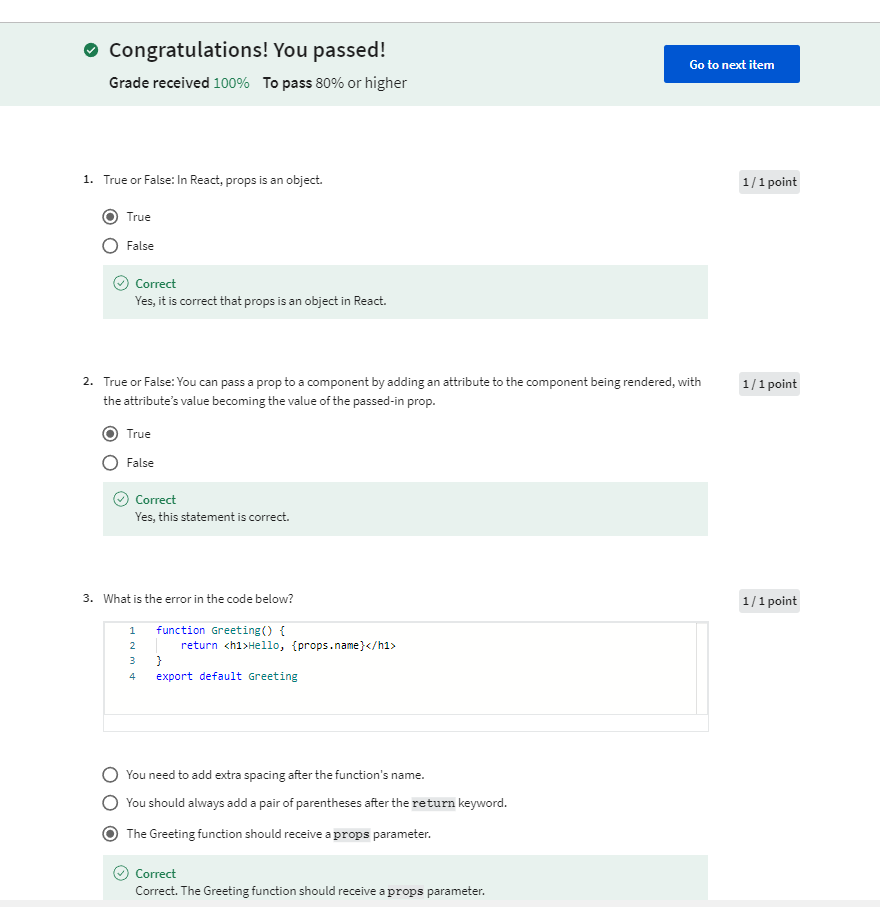 Congratulations! You passed!
Grade received 100% To pass 80% or higher
Go to next item
1. True or False: In React, props is an object.
1 / 1 point
True
False
Correct
Yes, it is correct that props is an object in React.
2. True or False: You can pass a prop to a component by adding an attribute to the component being rendered, with
the attribute’s value becoming the value of the passed-in prop.
1 / 1 point
True
False
Correct
Yes, this statement is correct.
3. What is the error in the code below?
1 / 1 point
1 function Greeting() {
2 return <h1>Hello, {props.name}</h1>
3 }
4 export default Greeting
You need to add extra spacing after the function's name.
You should always add a pair of parentheses after the return keyword.
The Greeting function should receive a props parameter.
Correct
Correct. The Greeting function should receive a props parameter.